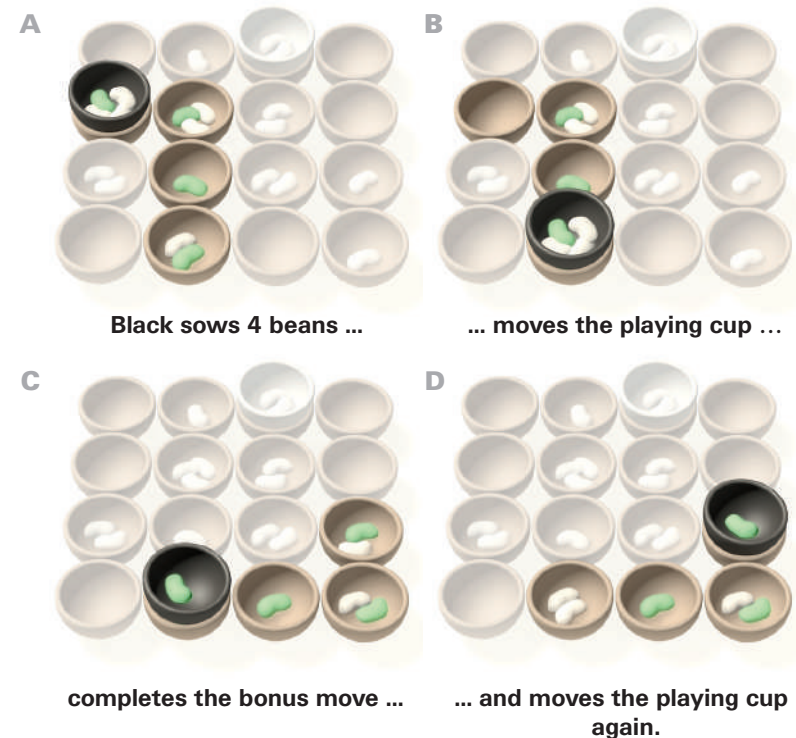 A
B
Black sows 4 beans ...
... moves the playing cup …
C
D
completes the bonus move ...
... and moves the playing cup
again.